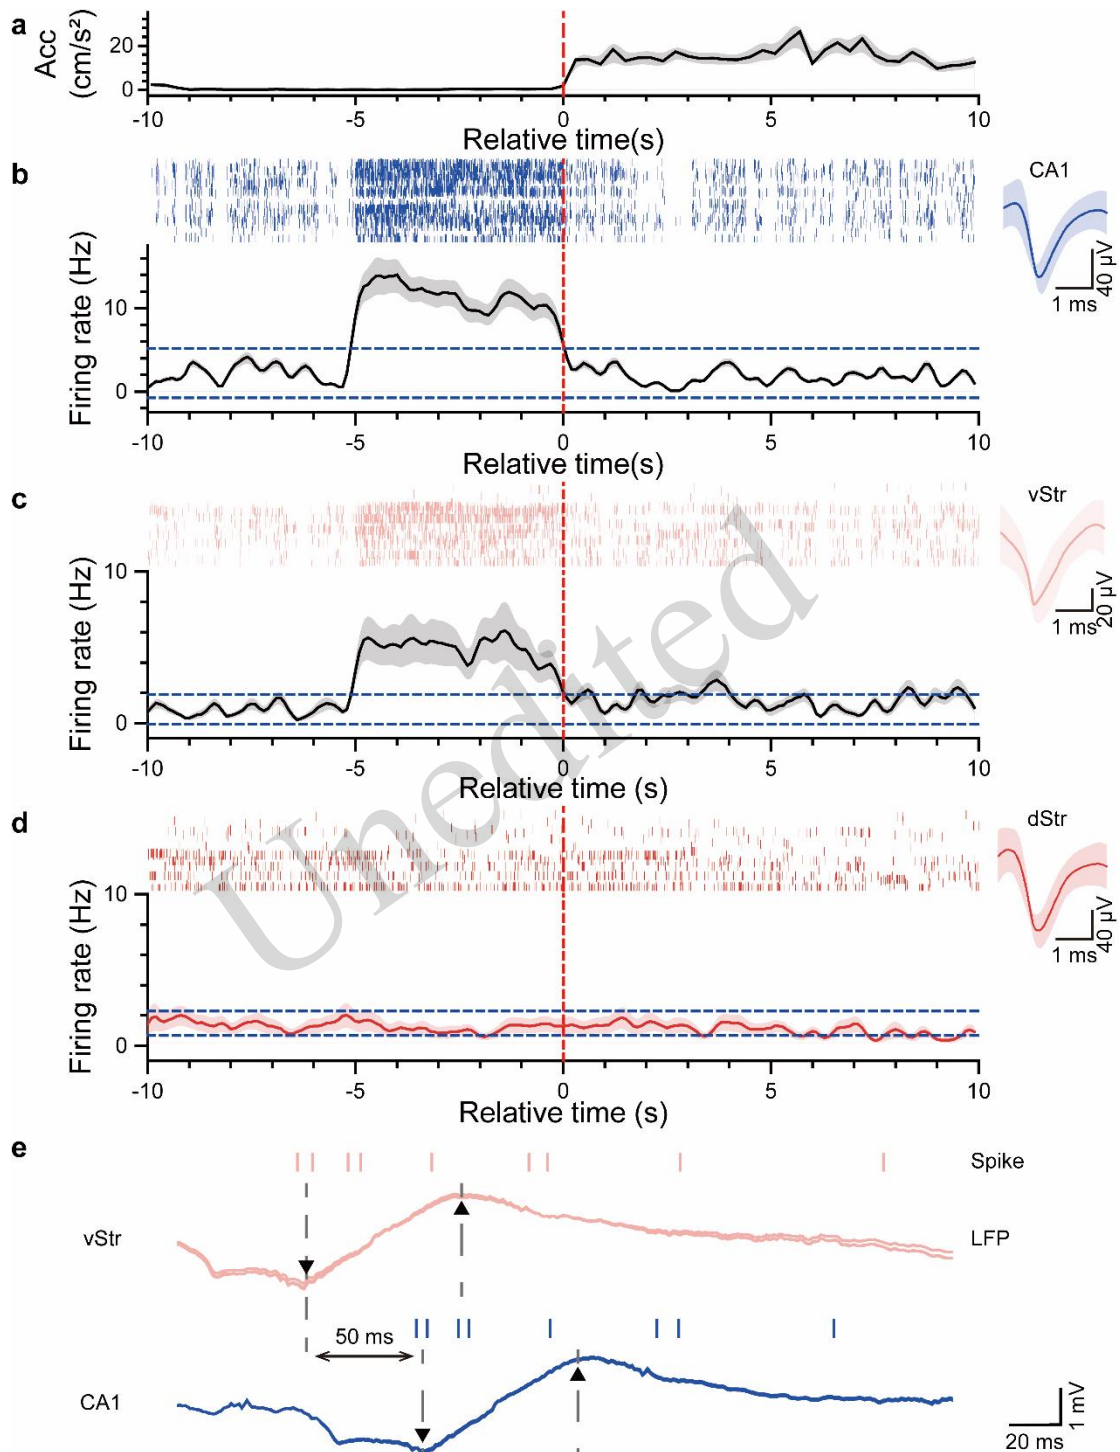 a
Acc
(cm/s²)
20
0
-10 -5 0 5 10
Relative time(s)
b
CA1
40 µV
1 ms
Firing rate (Hz)
10
0
-10 -5 0 5 10
Relative time(s)
c
vStr
20 µV
1 ms
Firing rate (Hz)
10
0
-10 -5 0 5 10
Relative time (s)
d
dStr
40 µV
1 ms
Firing rate (Hz)
10
0
-10 -5 0 5 10
Relative time (s)
Unedited
e
Spike
vStr
LFP
50 ms
CA1
1 mV
20 ms